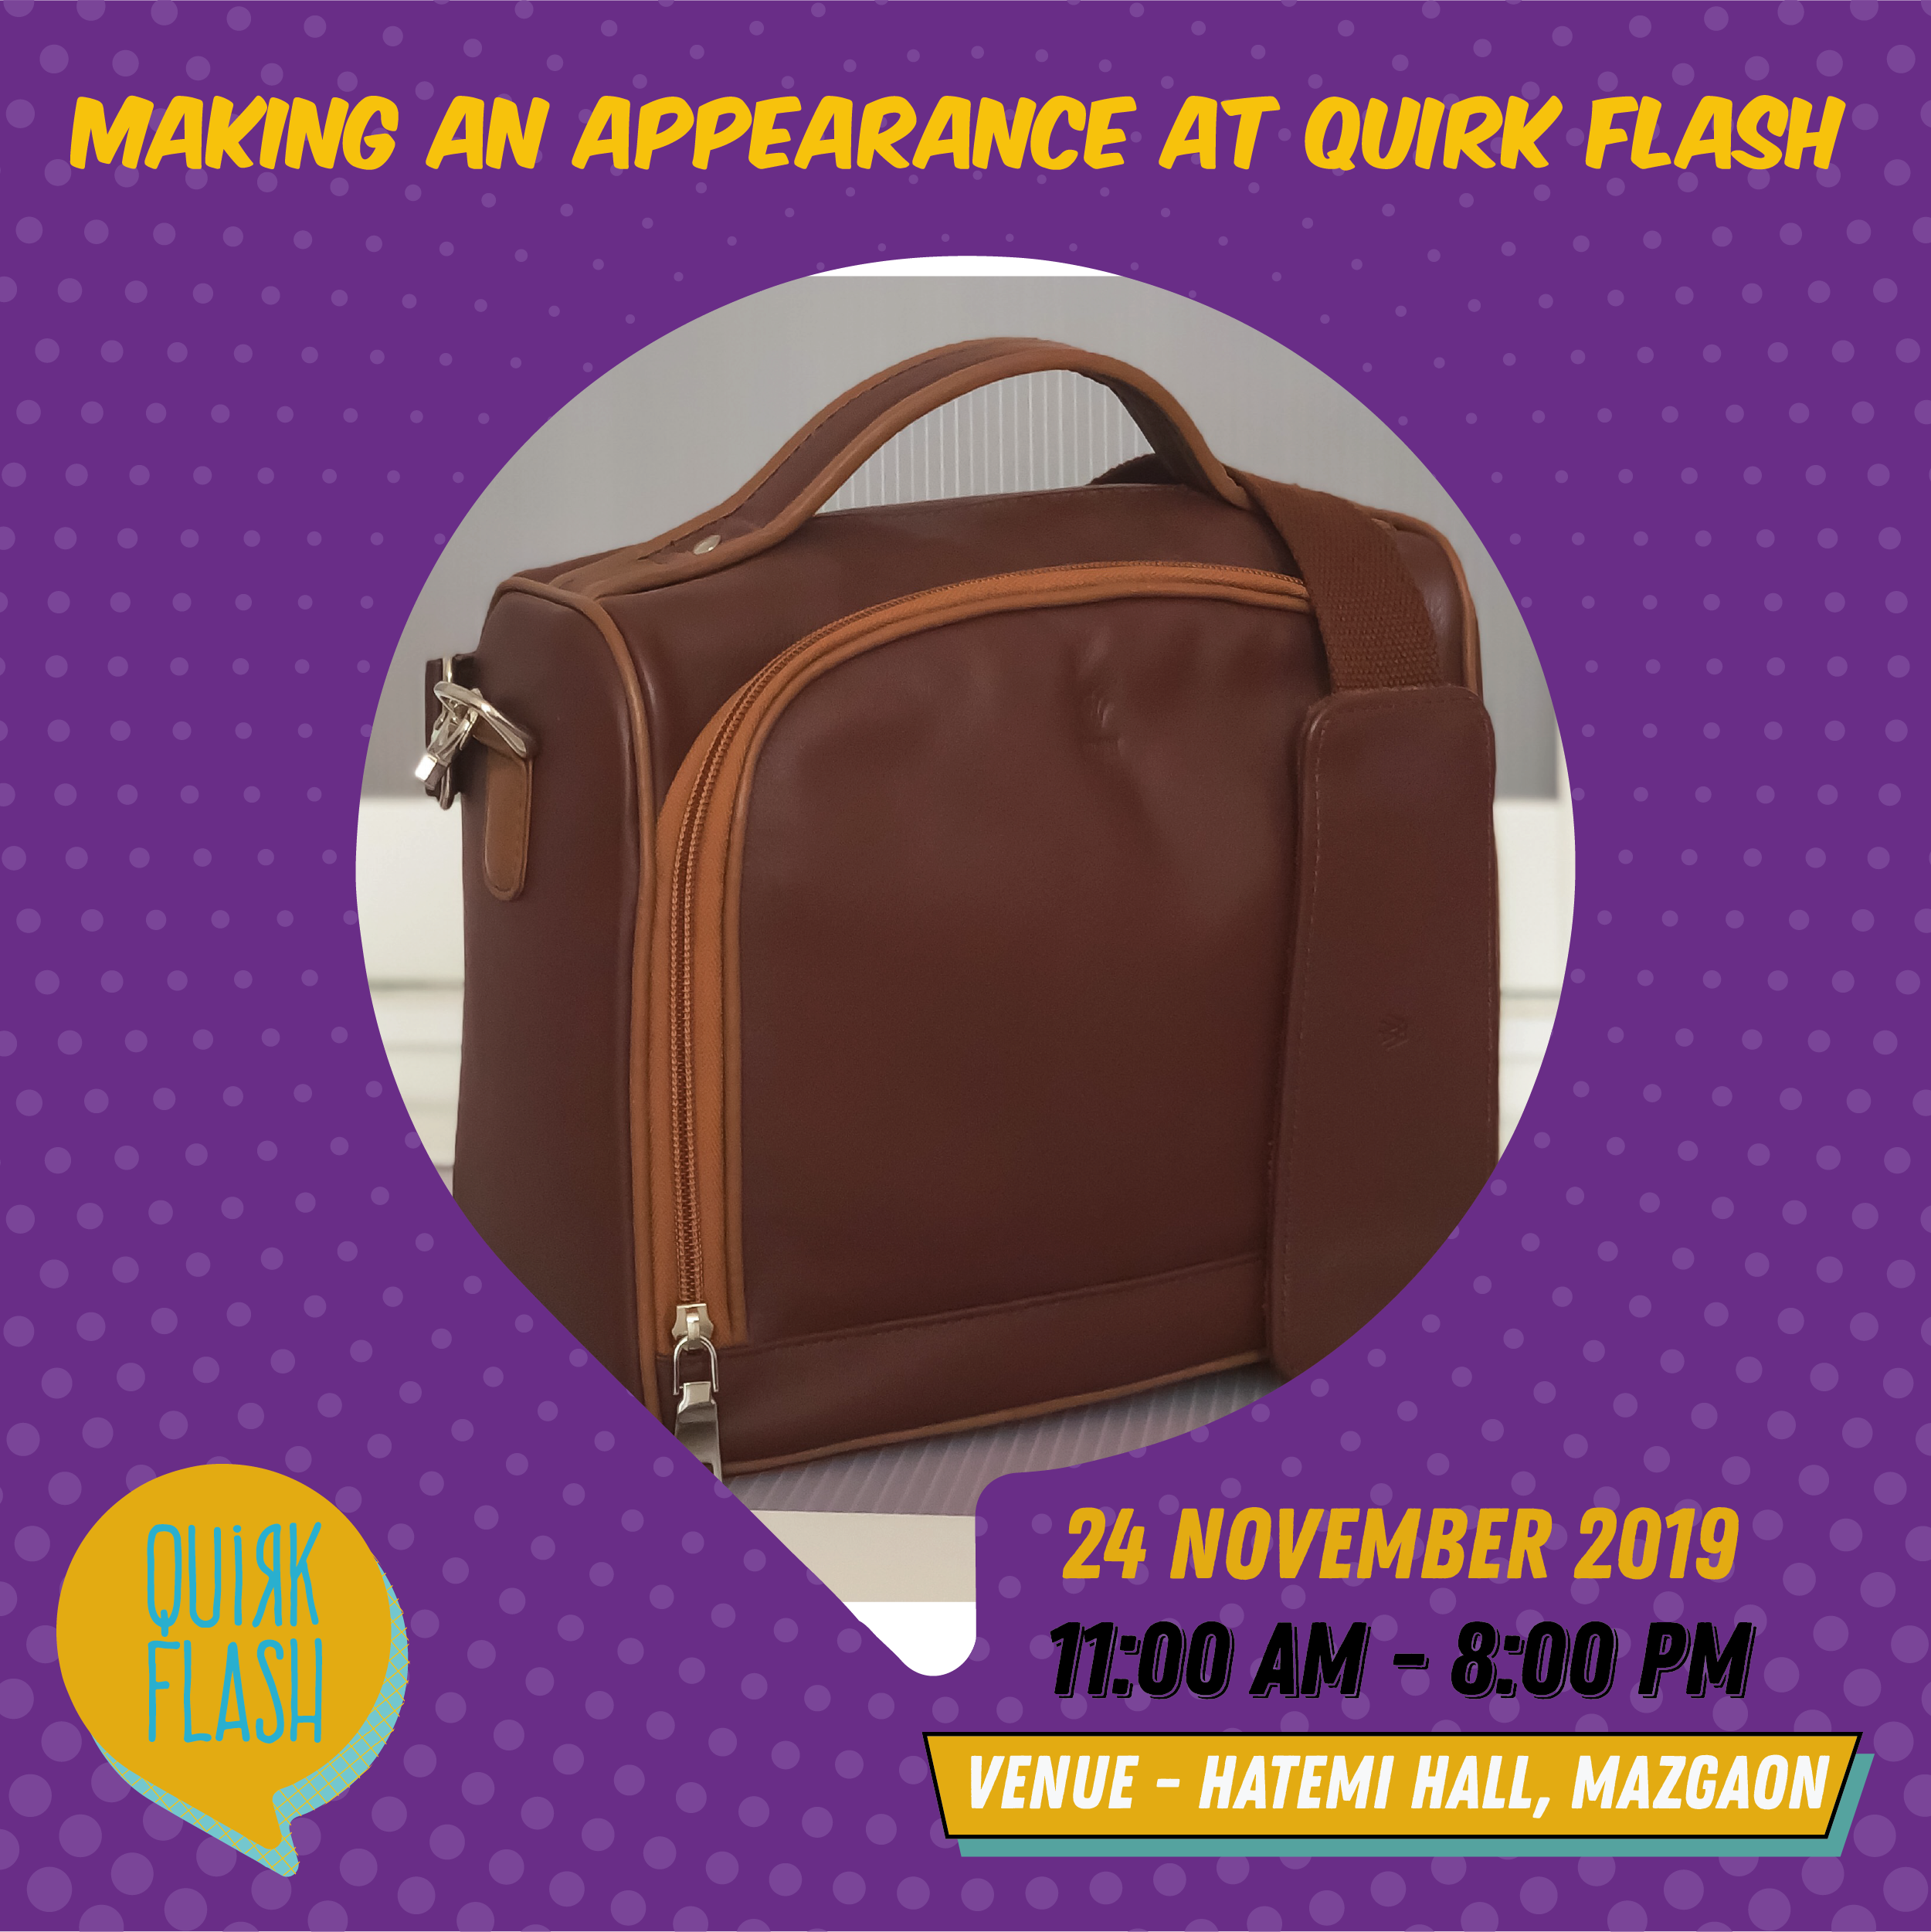 MAKING AN APPEARANCE AT QUIRK FLASH
QUIRK
FLASH
24 NOVEMBER 2019
11:00 AM - 8:00 PM
VENUE - HATEMI HALL, MAZGAON